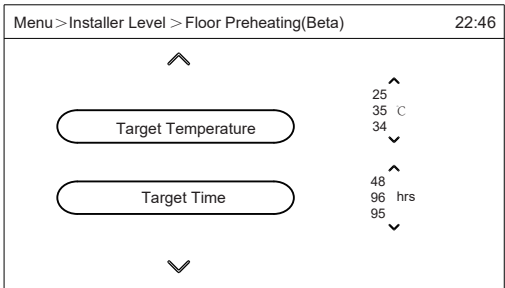 Menu＞Installer Level＞Floor Preheating(Beta) 22:46
25
Target Temperature 35 ℃
34
48
Target Time 96 hrs
95